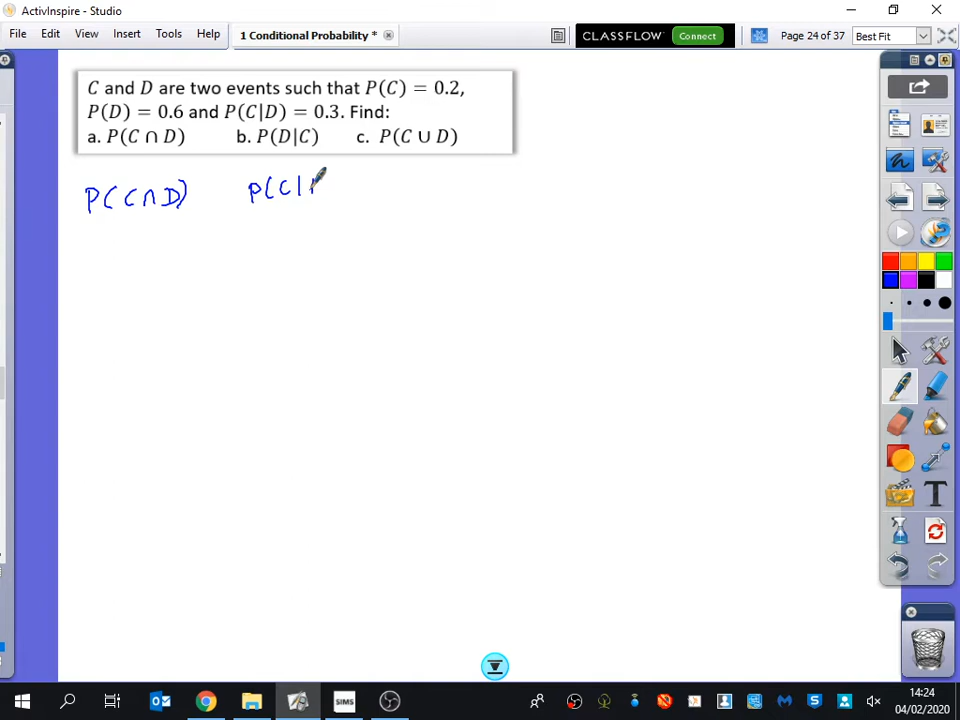 ActivInspire - Studio
File Edit View Insert Tools Help
1 Conditional Probability *
CLASSFLOW Connect
Page 24 of 37
Best Fit
C and D are two events such that P(C) = 0.2,
P(D) = 0.6 and P(C|D) = 0.3. Find:
a. P(C ∩ D) b. P(D|C) c. P(C ∪ D)
P(C∩D) P(C|
T
SIMS
14:24
04/02/2020